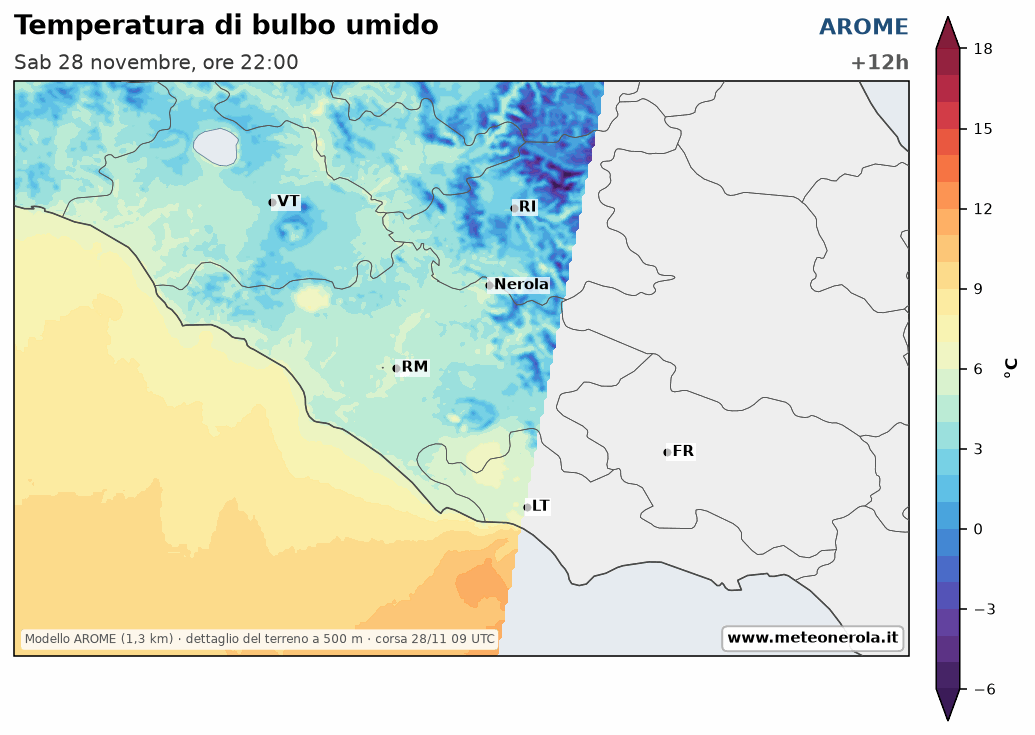 Temperatura di bulbo umido
AROME
Sab 28 novembre, ore 22:00
+12h
18
15
12
9
6
3
0
−3
−6
°C
VT
RI
Nerola
RM
FR
LT
Modello AROME (1,3 km) · dettaglio del terreno a 500 m · corsa 28/11 09 UTC
www.meteonerola.it